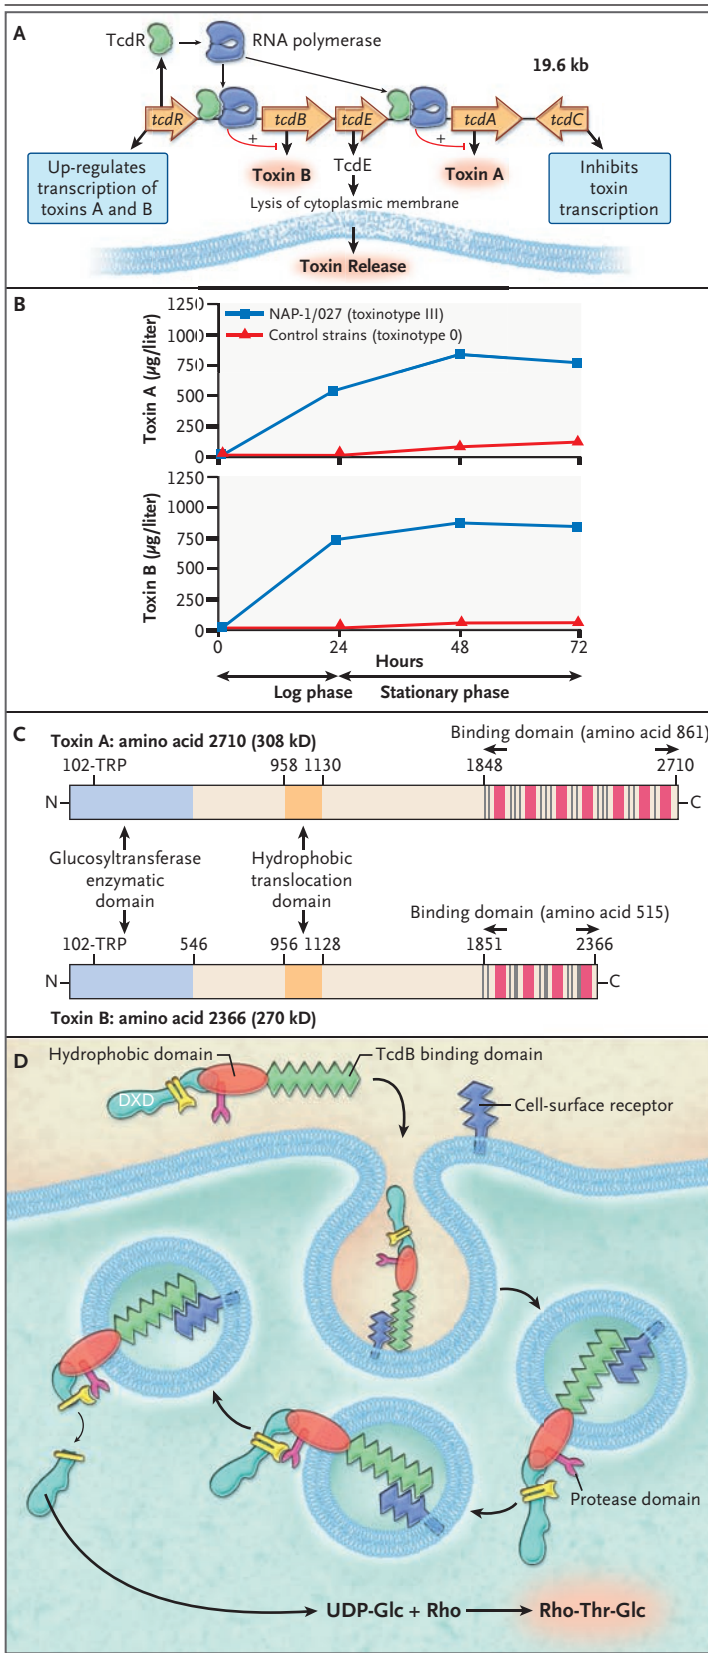 A
TcdR
RNA polymerase
19.6 kb
tcdR
tcdB
tcdE
tcdA
tcdC
+
+
Up-regulates
transcription of
toxins A and B
Toxin B
TcdE
Toxin A
Inhibits
toxin
transcription
Lysis of cytoplasmic membrane
Toxin Release
B
Toxin A (µg/liter)
1250
1000
750
500
250
0
NAP-1/027 (toxinotype III)
Control strains (toxinotype 0)
Toxin B (µg/liter)
1250
1000
750
500
250
0
0 24 48 72
Hours
Log phase Stationary phase
C
Toxin A: amino acid 2710 (308 kD)
Binding domain (amino acid 861)
102-TRP 958 1130 1848 2710
N C
Glucosyltransferase
enzymatic
domain
Hydrophobic
translocation
domain
Binding domain (amino acid 515)
102-TRP 546 956 1128 1851 2366
N C
Toxin B: amino acid 2366 (270 kD)
D
Hydrophobic domain
TcdB binding domain
DXD
Cell-surface receptor
Protease domain
UDP-Glc + Rho
Rho-Thr-Glc